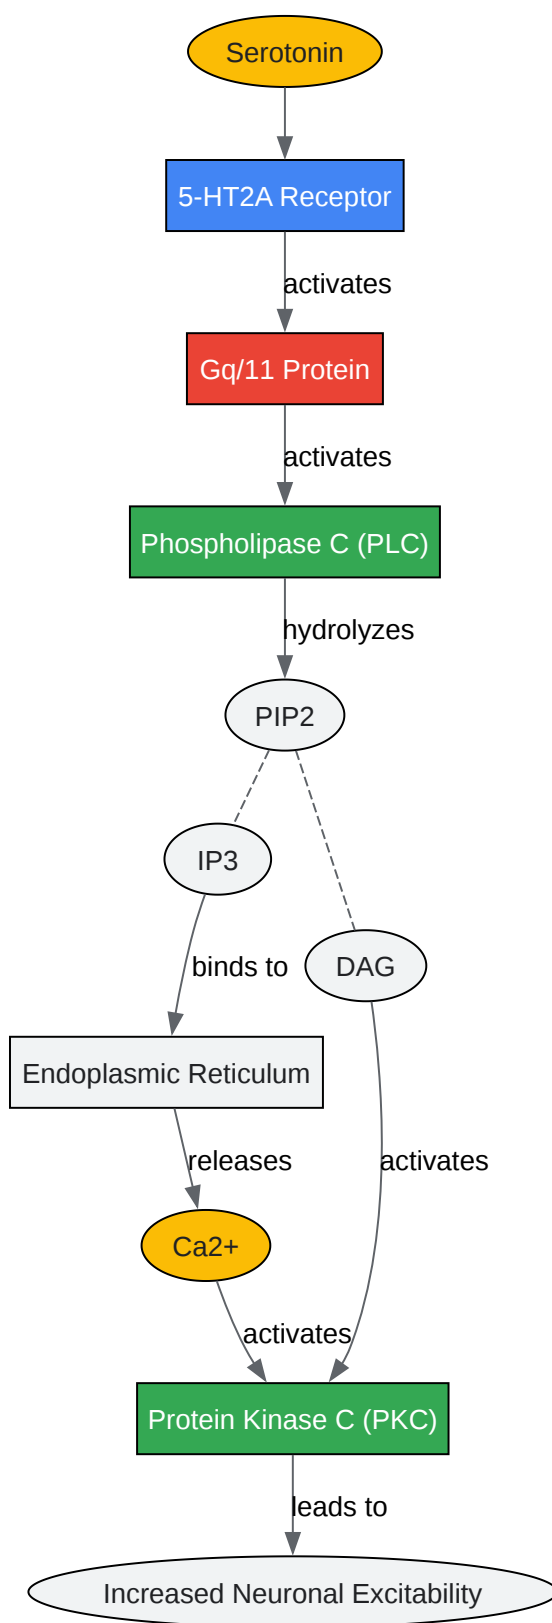 Serotonin
5-HT2A Receptor
activates
Gq/11 Protein
activates
Phospholipase C (PLC)
hydrolyzes
PIP2
IP3
binds to
DAG
Endoplasmic Reticulum
releases
activates
Ca2+
activates
Protein Kinase C (PKC)
leads to
Increased Neuronal Excitability